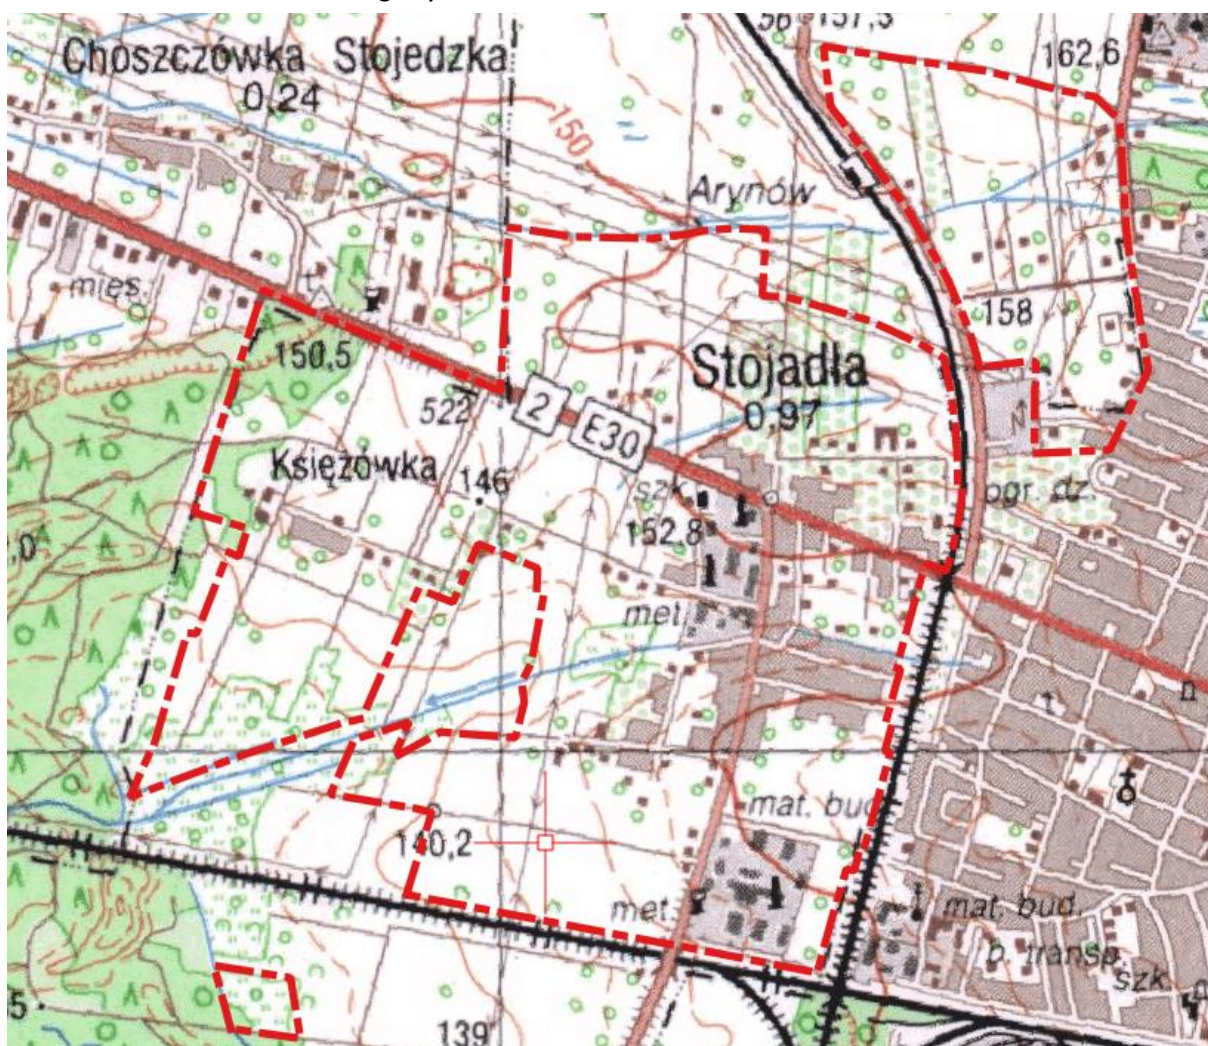 157,3
162,6
Choszczówka Stojedzka
0,24
150
Arynów
mięs.
158
150,5
Stojadła
0,97
522
2
E30
Księżówka
146
szk.
ogr. dz.
152,8
,0
met.
mat. bud.
140,2
met.
mat. bud.
b. transp.
szk.
5
139